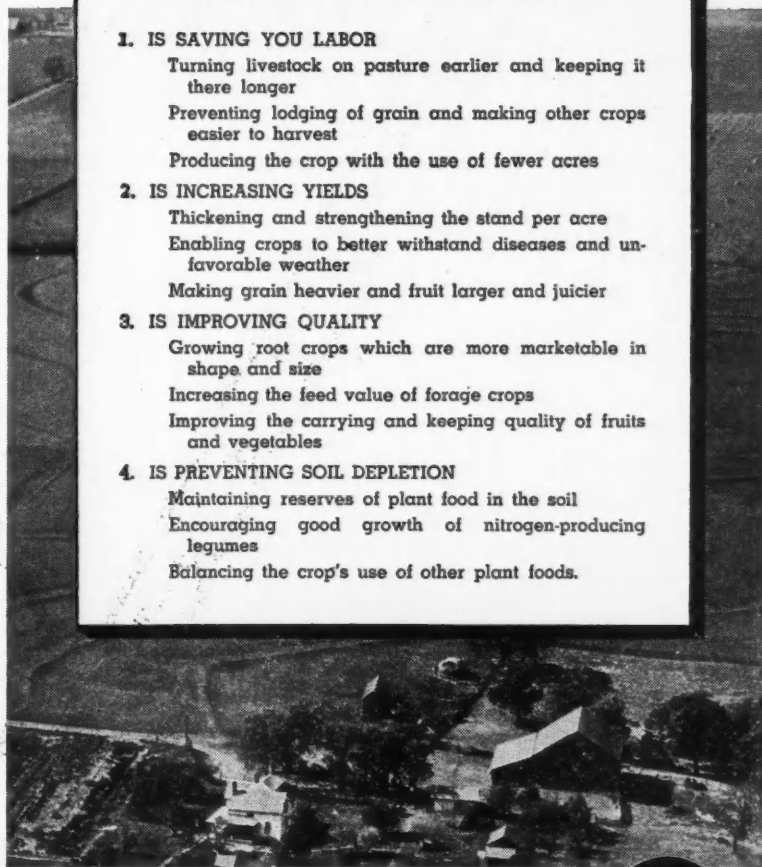 1. IS SAVING YOU LABOR
Turning livestock on pasture earlier and keeping it
there longer
Preventing lodging of grain and making other crops
easier to harvest
Producing the crop with the use of fewer acres
2. IS INCREASING YIELDS
Thickening and strengthening the stand per acre
Enabling crops to better withstand diseases and un-
favorable weather
Making grain heavier and fruit larger and juicier
3. IS IMPROVING QUALITY
Growing root crops which are more marketable in
shape and size
Increasing the feed value of forage crops
Improving the carrying and keeping quality of fruits
and vegetables
4. IS PREVENTING SOIL DEPLETION
Maintaining reserves of plant food in the soil
Encouraging good growth of nitrogen-producing
legumes
Balancing the crop's use of other plant foods.